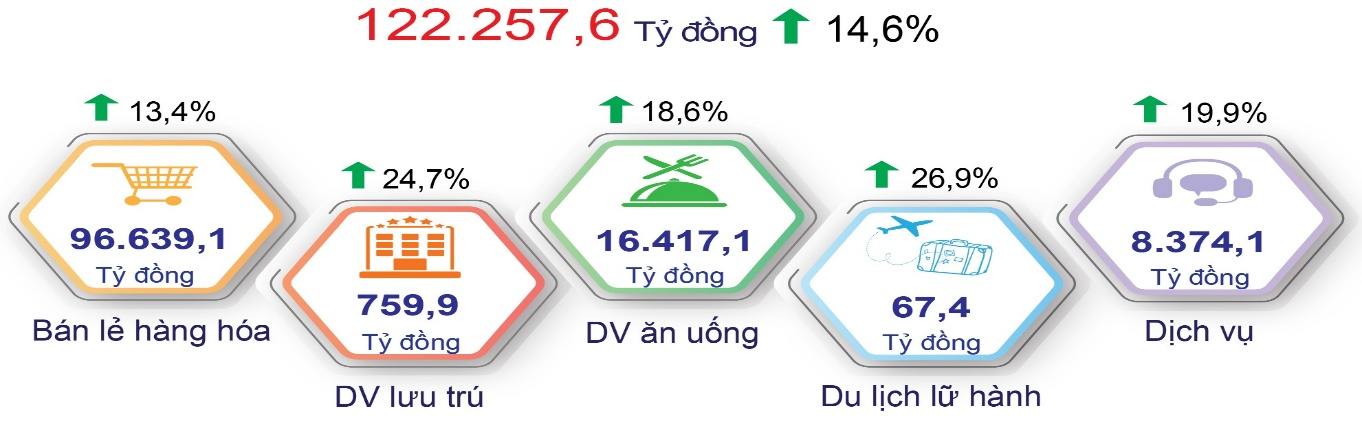 122.257,6 Tỷ đồng 14,6%
13,4%
96.639,1
Tỷ đồng
Bán lẻ hàng hóa
24,7%
759,9
Tỷ đồng
DV lưu trú
18,6%
16.417,1
Tỷ đồng
DV ăn uống
26,9%
67,4
Tỷ đồng
Du lịch lữ hành
19,9%
8.374,1
Tỷ đồng
Dịch vụ